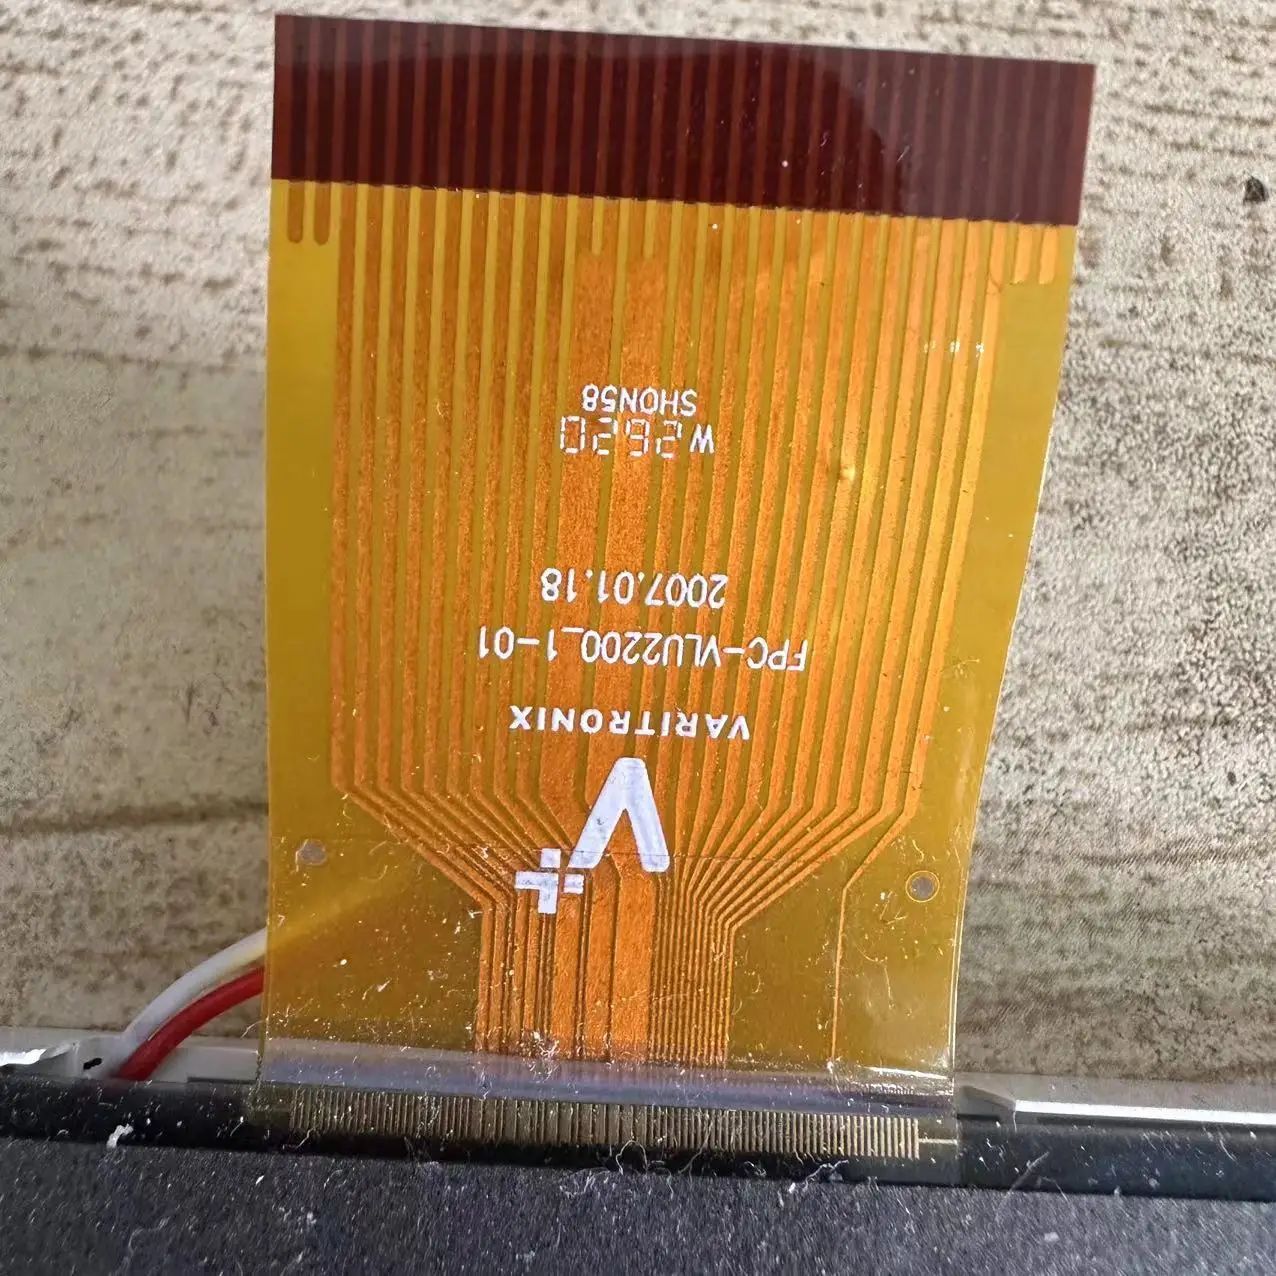 VARITRONIX
FPC-VLU2200_1-01
2007.01.18
W2620
SHON58